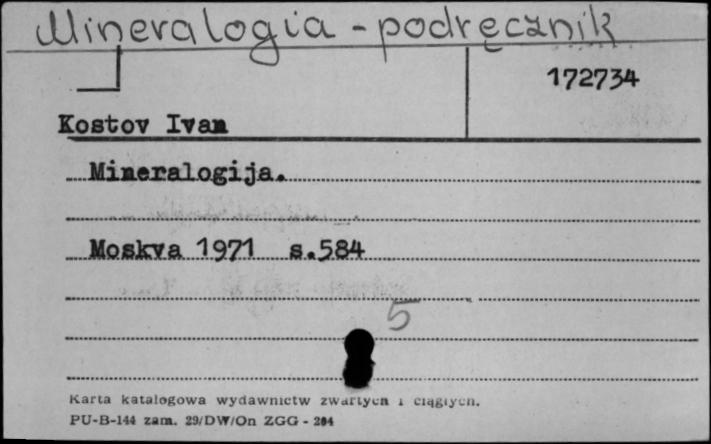 Mineralogia - podręcznik
172734
Kostov Ivan
Mineralogija.
Moskva 1971 s.584
5
Karta katalogowa wydawnictw zwartych i ciągłych.
PU-B-144 zam. 29/DW/On ZGG - 204